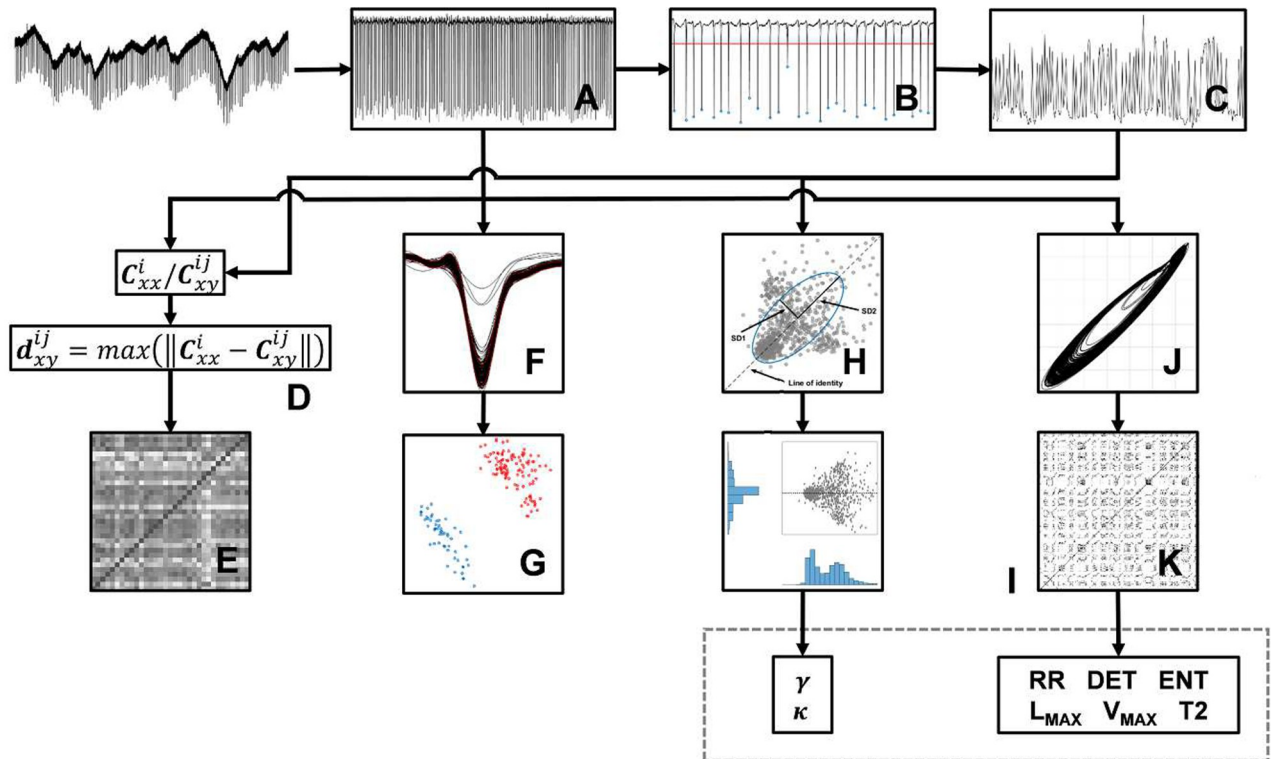 A
B
C
C^i_xx / C^ij_xy
d^ij_xy = max(‖C^i_xx − C^ij_xy‖)
D
E
F
G
SD1
SD2
Line of identity
H
I
J
K
γ
κ
RR DET ENT
L_MAX V_MAX T2